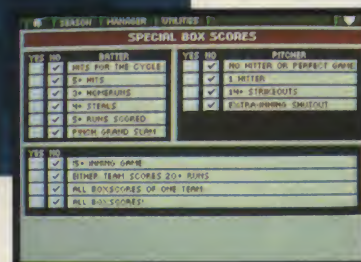 SEASON MANAGER UTILITIES
SPECIAL BOX SCORES
YES NO BATTER
HITS FOR THE CYCLE
5+ HITS
3+ HOMERUNS
4+ STEALS
5+ RUNS SCORED
PINCH GRAND SLAM
YES NO PITCHER
NO HITTER OR PERFECT GAME
1 HITTER
14+ STRIKEOUTS
EXTRA-INNING SHUTOUT
YES NO
15+ INNING GAME
EITHER TEAM SCORES 20+ RUNS
ALL BOXSCORES OF ONE TEAM
ALL BOXSCORES!